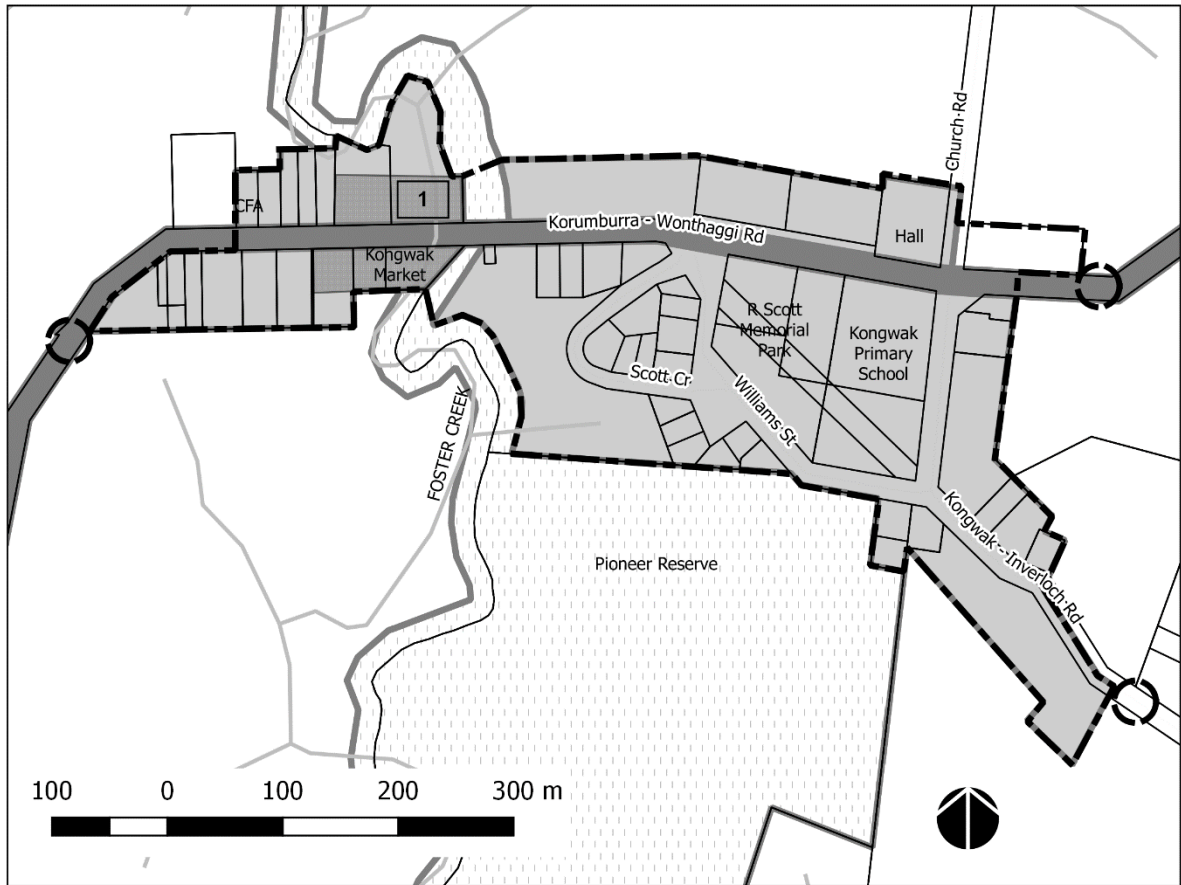 Church Rd
1
CFA
Korumburra - Wonthaggi Rd
Hall
Kongwak
Market
R Scott
Memorial
Park
Kongwak
Primary
School
Scott Cr
Williams St
FOSTER CREEK
Kongwak - Inverloch Rd
Pioneer Reserve
100 0 100 200 300 m